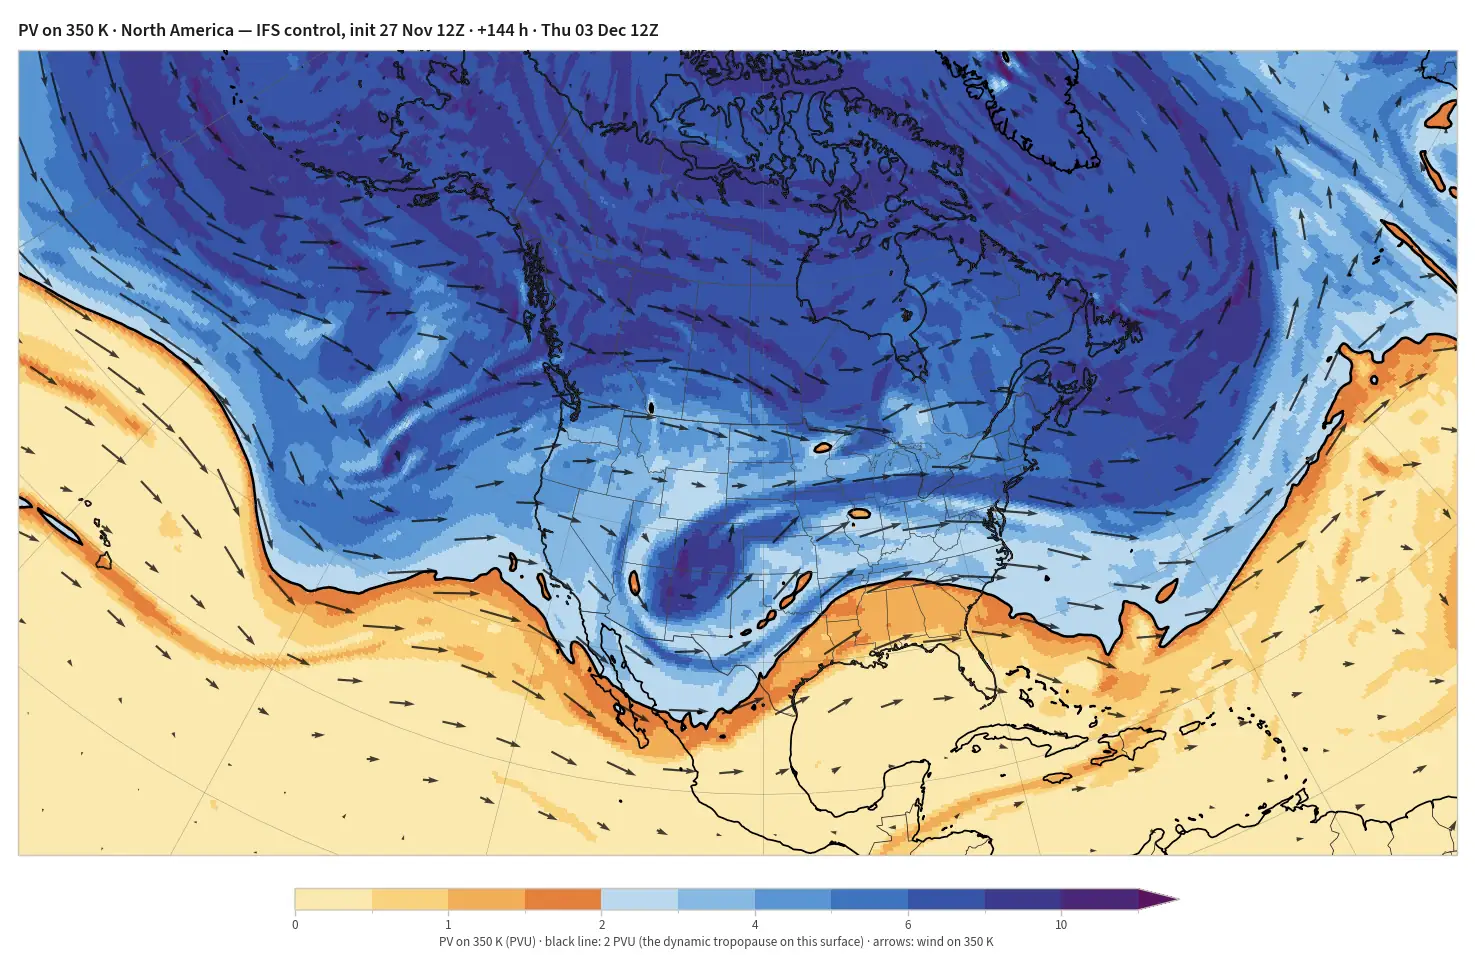 PV on 350 K · North America — IFS control, init 27 Nov 12Z · +144 h · Thu 03 Dec 12Z
0 1 2 4 6 10
PV on 350 K (PVU) · black line: 2 PVU (the dynamic tropopause on this surface) · arrows: wind on 350 K